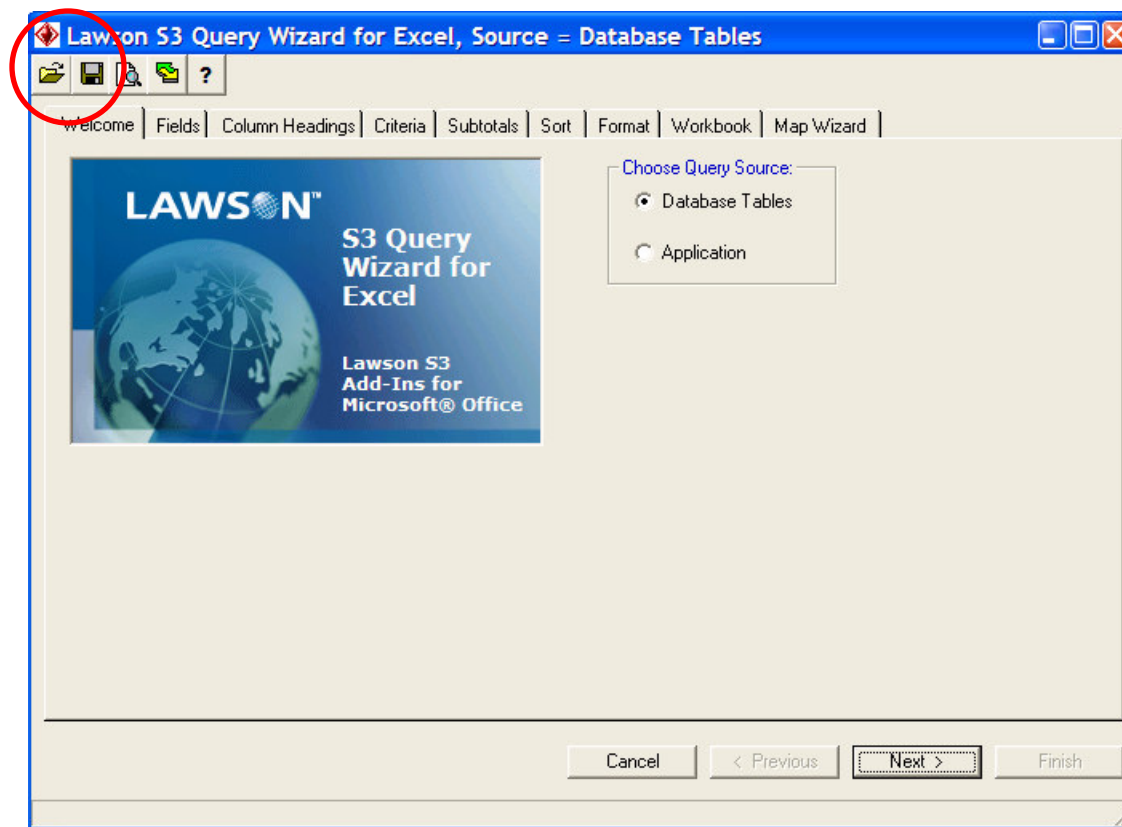 Lawson S3 Query Wizard for Excel, Source = Database Tables
?
Welcome Fields Column Headings Criteria Subtotals Sort Format Workbook Map Wizard
Choose Query Source:
Database Tables
Application
LAWSON™
S3 Query
Wizard for
Excel
Lawson S3
Add-Ins for
Microsoft® Office
Cancel < Previous Next > Finish